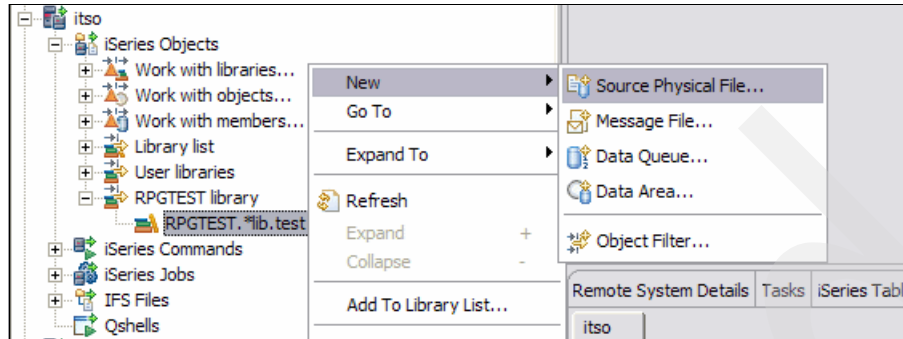 itso
iSeries Objects
Work with libraries...
Work with objects...
Work with members...
Library list
User libraries
RPGTEST library
RPGTEST.*lib.test
iSeries Commands
iSeries Jobs
IFS Files
Qshells
New
Go To
Expand To
Refresh
Expand +
Collapse -
Add To Library List...
Source Physical File...
Message File...
Data Queue...
Data Area...
Object Filter...
Remote System Details Tasks iSeries Tabl
itso